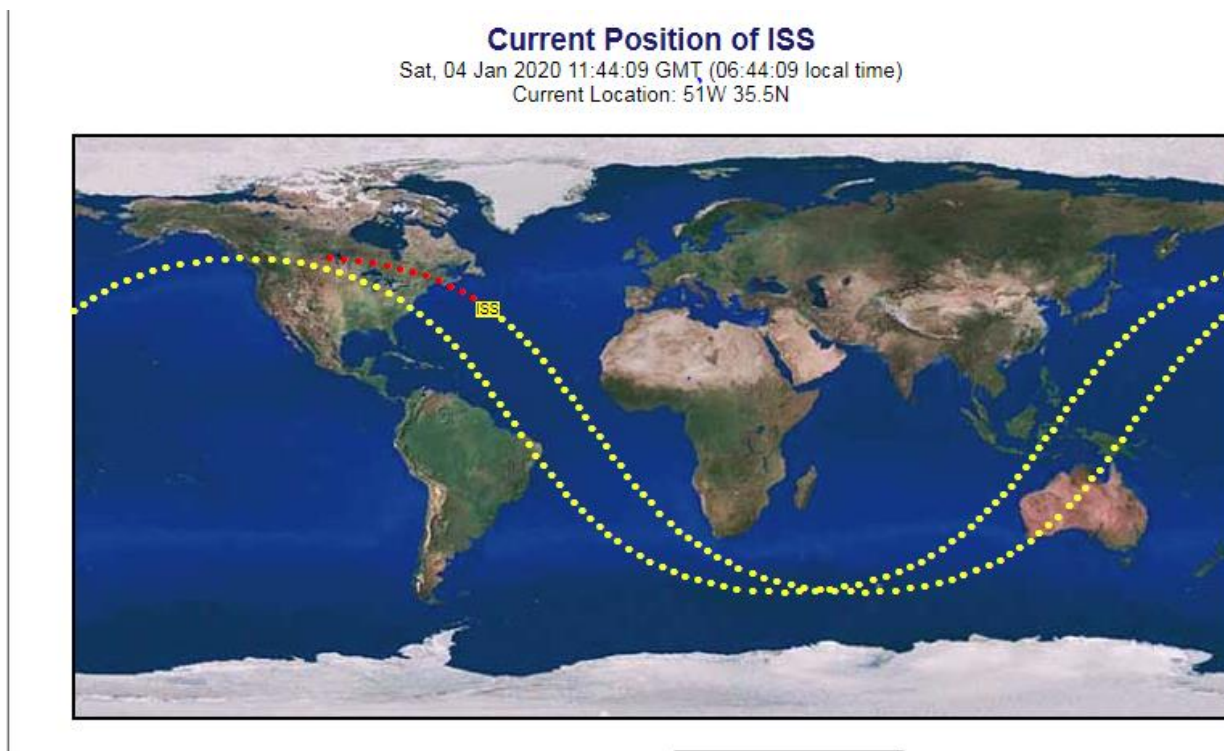 Current Position of ISS
Sat, 04 Jan 2020 11:44:09 GMT (06:44:09 local time)
Current Location: 51W 35.5N
ISS